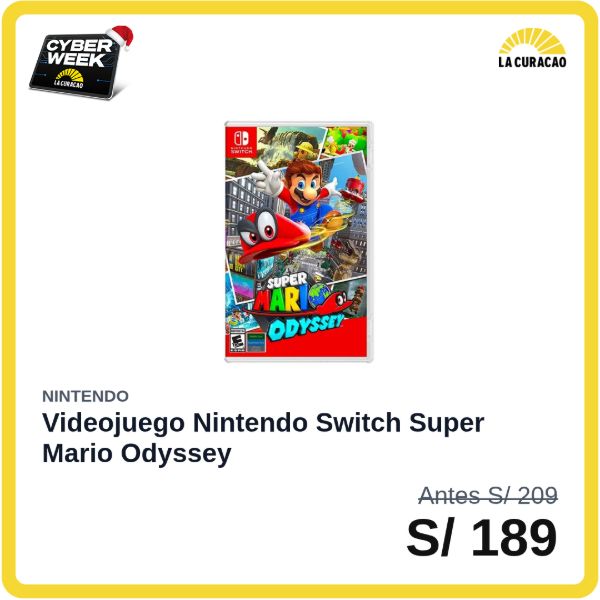 CYBER
WEEK
LA CURACAO
LA CURACAO
NINTENDO
SWITCH
SUPER
MARIO
ODYSSEY
NINTENDO
Videojuego Nintendo Switch Super
Mario Odyssey
Antes S/ 209
S/ 189